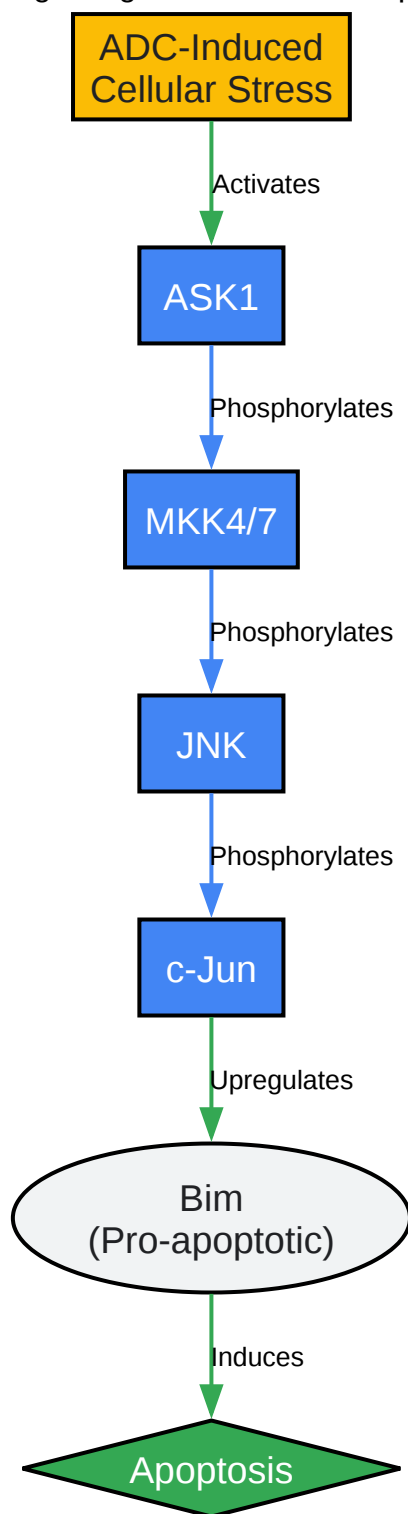 ADC-Induced
Cellular Stress
Activates
ASK1
Phosphorylates
MKK4/7
Phosphorylates
JNK
Phosphorylates
c-Jun
Upregulates
Bim
(Pro-apoptotic)
Induces
Apoptosis